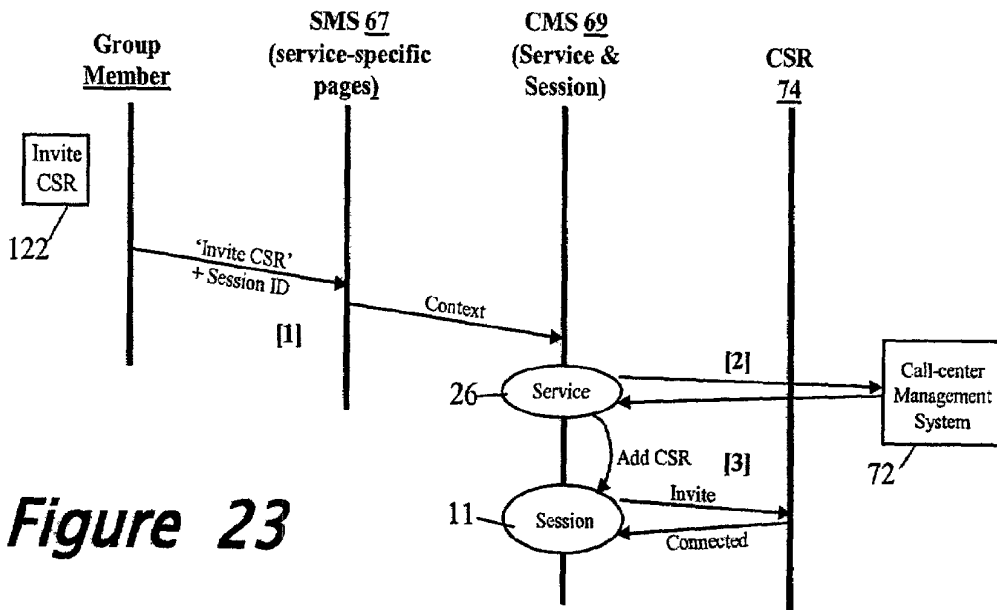 Group
Member
SMS 67
(service-specific
pages)
CMS 69
(Service &
Session)
CSR
74
Invite
CSR
122
'Invite CSR'
+ Session ID
[1]
Context
[2]
26
Service
Call-center
Management
System
72
Add CSR
[3]
11
Session
Invite
Connected
Figure 23